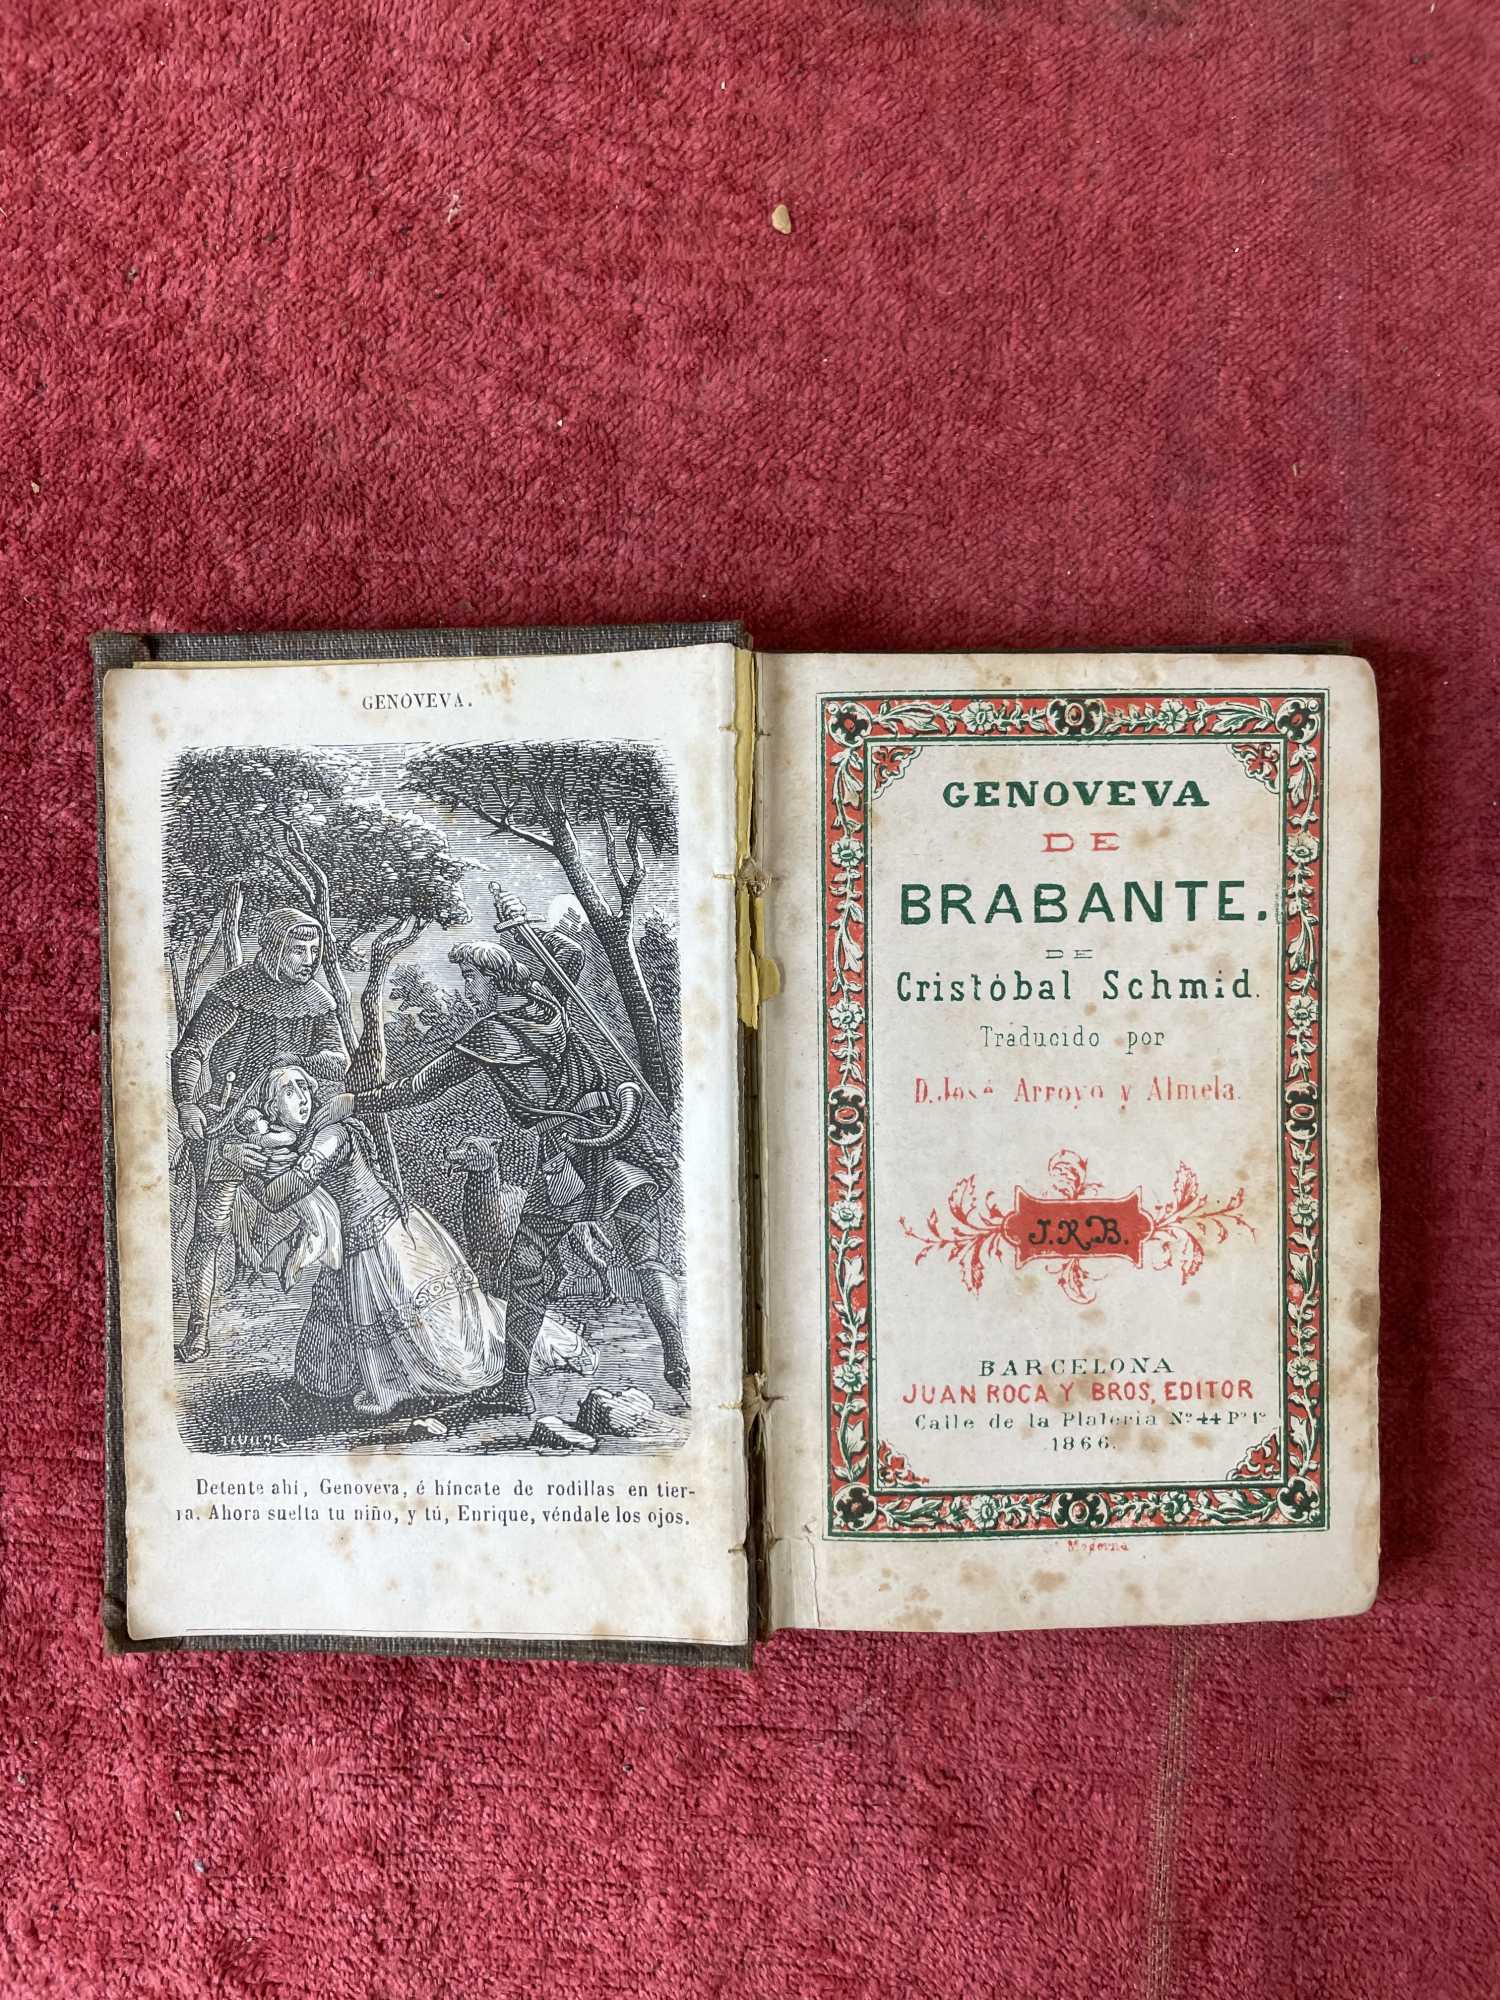 GENOVEVA.
Detente ahí, Genoveva, é híncate de rodillas en tier-
ra. Ahora suelta tu niño, y tú, Enrique, véndale los ojos.
GENOVEVA
DE
BRABANTE.
DE
Cristóbal Schmid.
Traducido por
D. José Arroyo y Almela.
J.R.B.
BARCELONA
JUAN ROCA Y BROS, EDITOR
Calle de la Plateria Nº 44 Pº 1º
1866.
Moderna